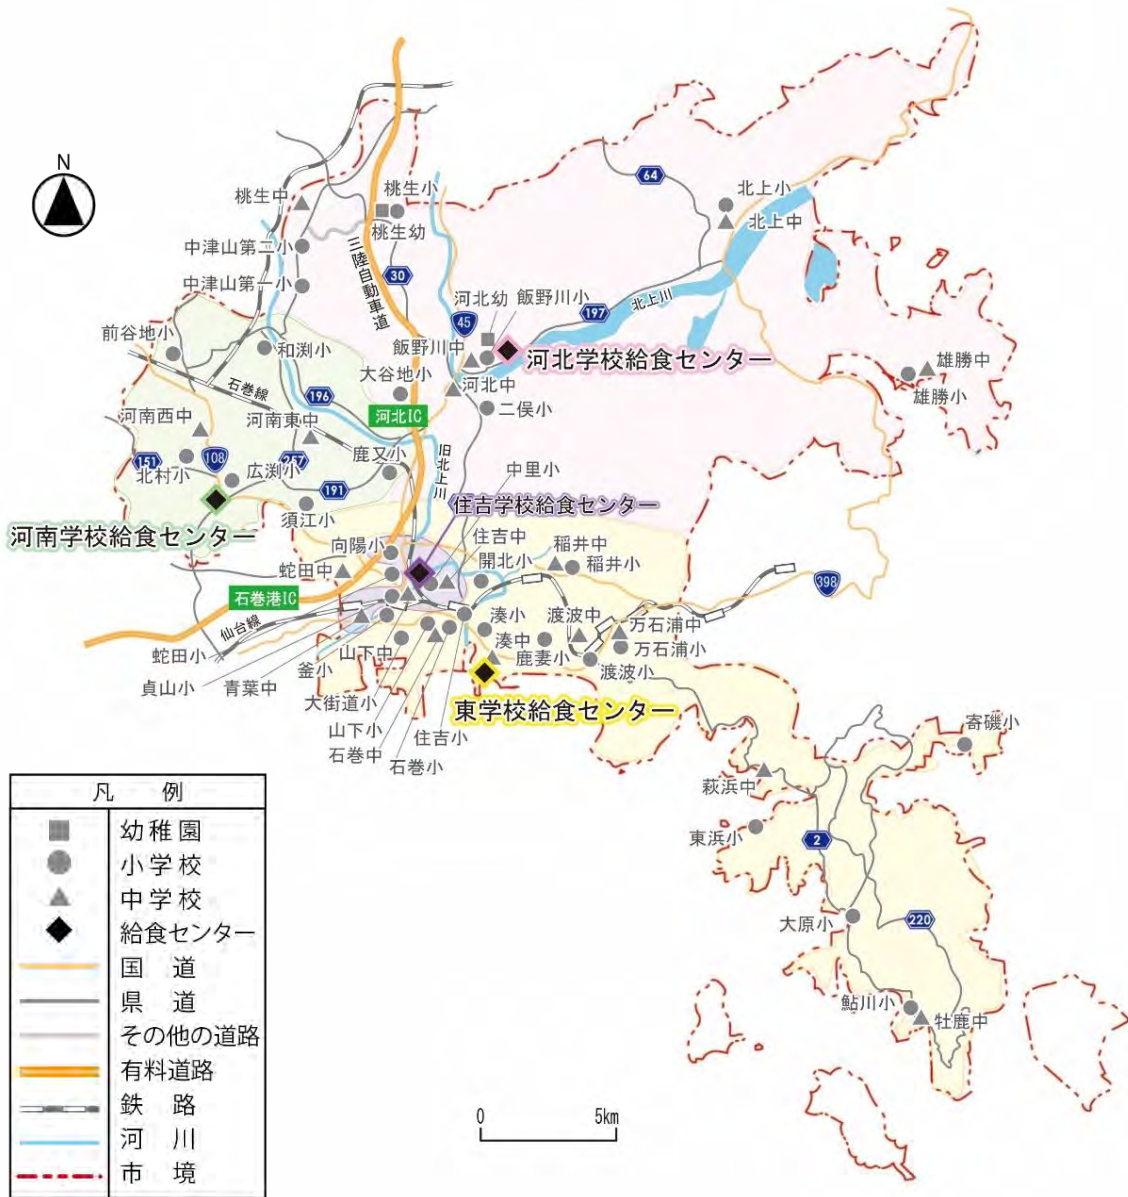 N
64
北上小
北上中
桃生中
桃生小
桃生幼
中津山第二小
中津山第一小
三陸自動車道
30
河北幼
飯野川小
197
北上川
45
飯野川中
河北学校給食センター
前谷地小
和渕小
大谷地小
河北中
雄勝中
雄勝小
石巻線
196
河北IC
二俣小
河南西中
河南東中
旧北上川
151
108
257
北村小
広渕小
鹿又小
中里小
191
住吉学校給食センター
河南学校給食センター
須江小
向陽小
住吉中
稲井中
開北小
稲井小
蛇田中
石巻港IC
398
仙台線
湊小
渡波中
万石浦中
蛇田小
山下中
湊中
鹿妻小
万石浦小
釜小
渡波小
貞山小
青葉中
大街道小
東学校給食センター
山下小
住吉小
石巻中
石巻小
寄磯小
萩浜中
東浜小
2
大原小
220
鮎川小
牡鹿中
凡 例
幼稚園
小学校
中学校
給食センター
国 道
県 道
その他の道路
有料道路
鉄 路
河 川
市 境
0 5km